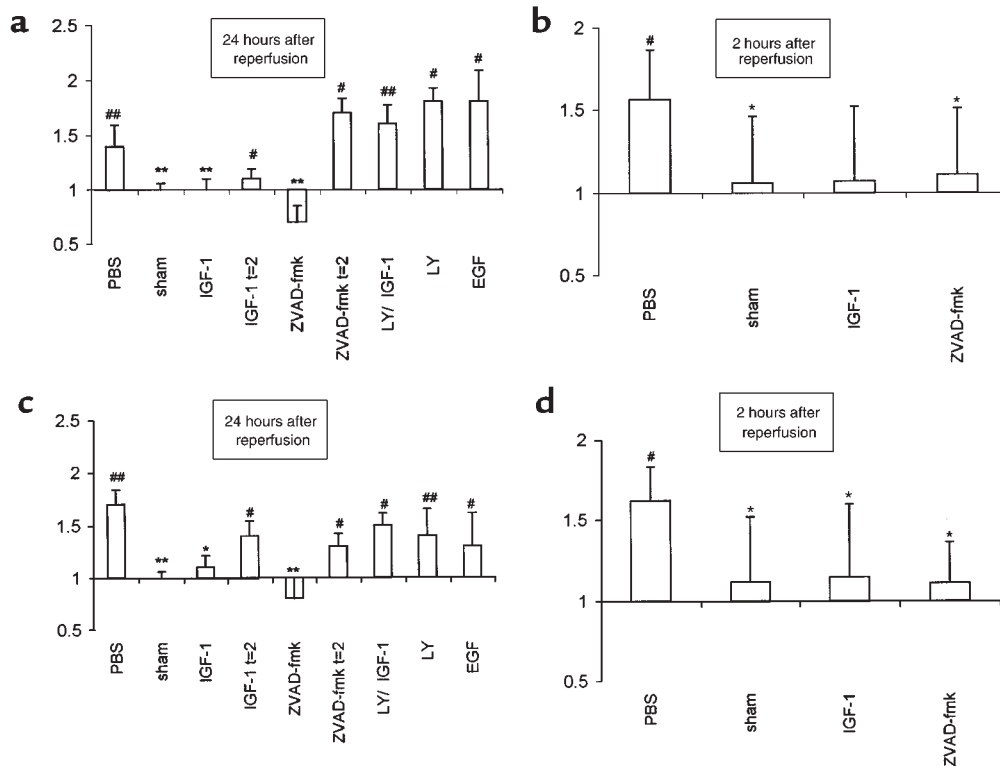 a
24 hours after
reperfusion
2.5
2
1.5
1
0.5
##
**
**
#
**
#
##
#
#
PBS
sham
IGF-1
IGF-1 t=2
ZVAD-fmk
ZVAD-fmk t=2
LY/ IGF-1
LY
EGF
b
2 hours after
reperfusion
2
1.5
1
0.5
#
*
*
PBS
sham
IGF-1
ZVAD-fmk
c
24 hours after
reperfusion
2.5
2
1.5
1
0.5
##
**
*
#
**
#
#
##
#
PBS
sham
IGF-1
IGF-1 t=2
ZVAD-fmk
ZVAD-fmk t=2
LY/ IGF-1
LY
EGF
d
2 hours after
reperfusion
2
1.5
1
0.5
#
*
*
*
PBS
sham
IGF-1
ZVAD-fmk